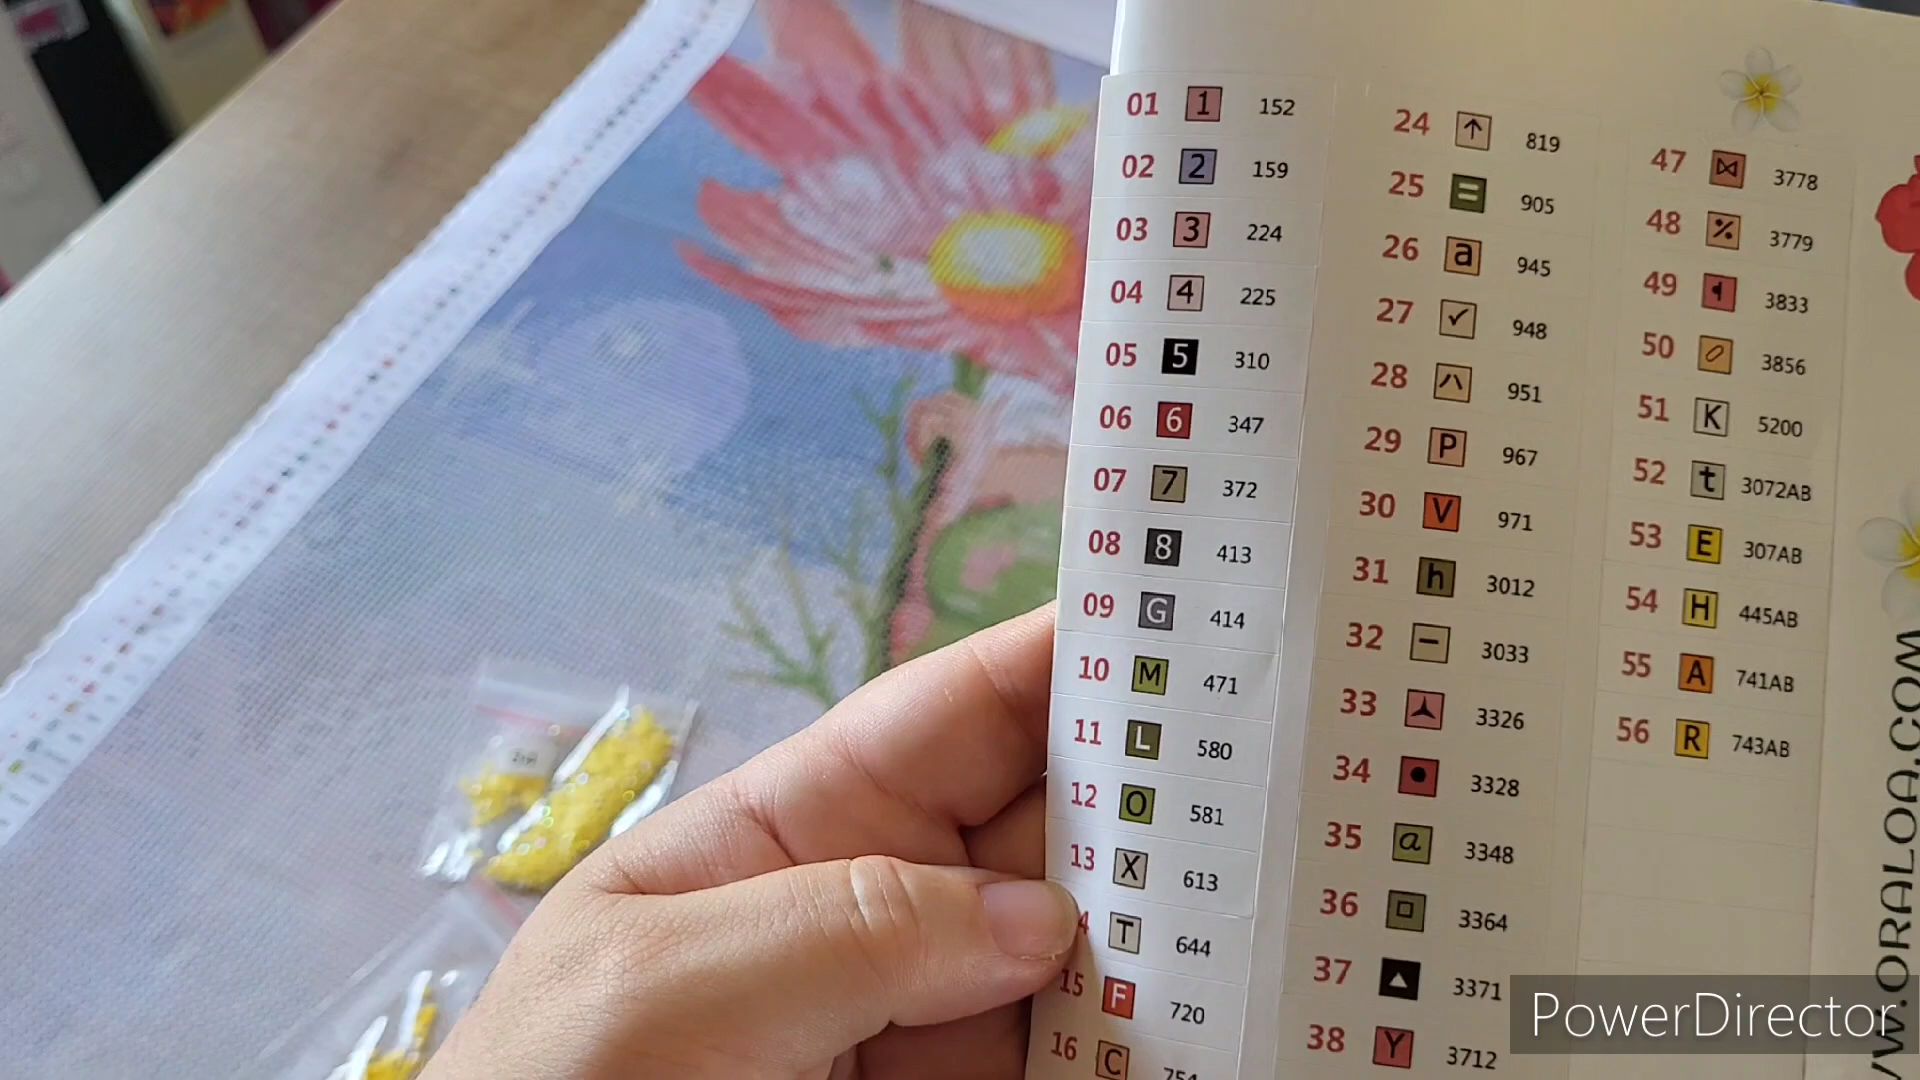 01 1 152
02 2 159
03 3 224
04 4 225
05 5 310
06 6 347
07 7 372
08 8 413
09 G 414
10 M 471
11 L 580
12 O 581
13 X 613
4 T 644
15 F 720
16 C 754
24 ↑ 819
25 = 905
26 a 945
27 ✓ 948
28 951
29 P 967
30 V 971
31 h 3012
32 − 3033
33 3326
34 ● 3328
35 a 3348
36 3364
37 ▲ 3371
38 Y 3712
47 ⋈ 3778
48 ٪ 3779
49 3833
50 3856
51 K 5200
52 t 3072AB
53 E 307AB
54 H 445AB
55 A 741AB
56 R 743AB
W.ORALOA.COM
PowerDirector